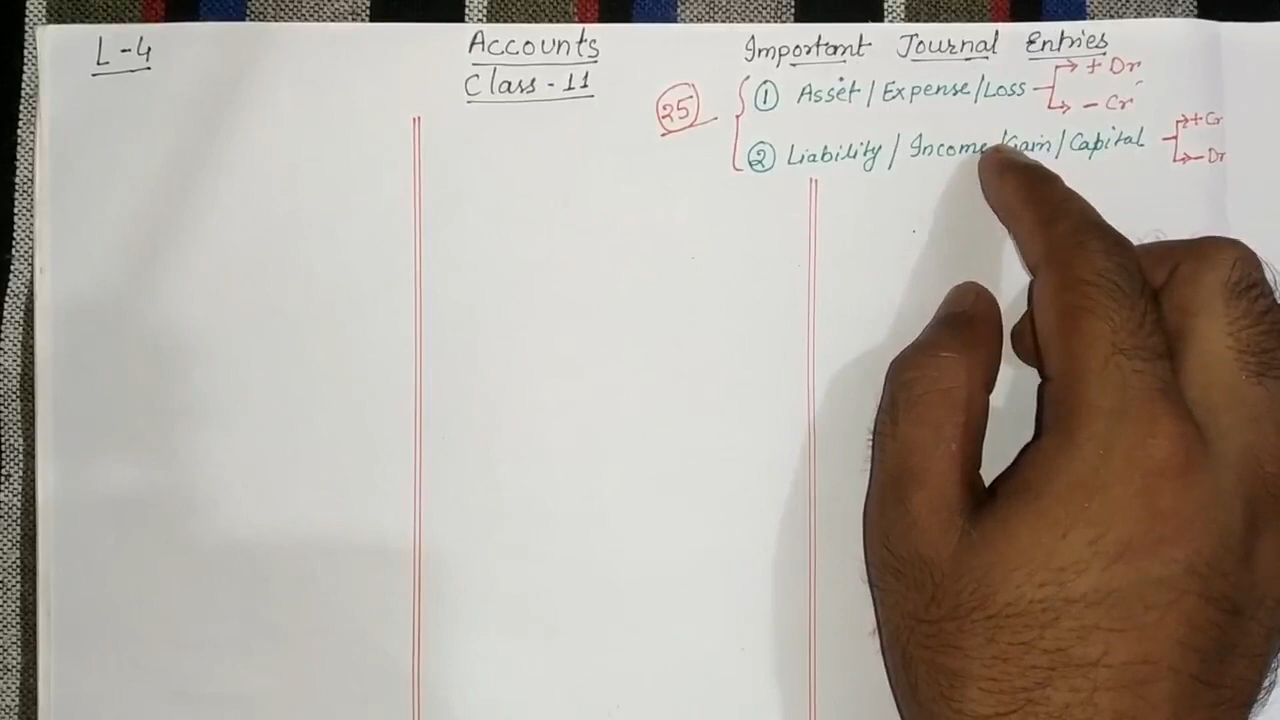 L-4
Accounts
Class-11
Important Journal Entries
25
① Asset/Expense/Loss → + Dr
→ - Cr
② Liability/Income/Gain/Capital → + Cr
→ - Dr